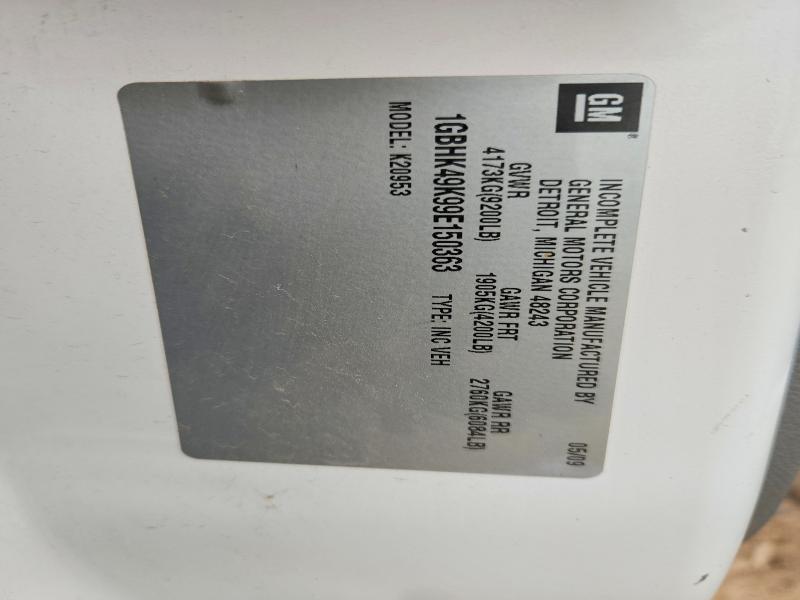 GM®
INCOMPLETE VEHICLE MANUFACTURED BY
GENERAL MOTORS CORPORATION 05/09
DETROIT, MICHIGAN 48243
GVWR GAWR FRT GAWR RR
4173KG(9200LB) 1905KG(4200LB) 2760KG(6084LB)
1GBHK49K99E150363 TYPE: INC VEH
MODEL: K20953